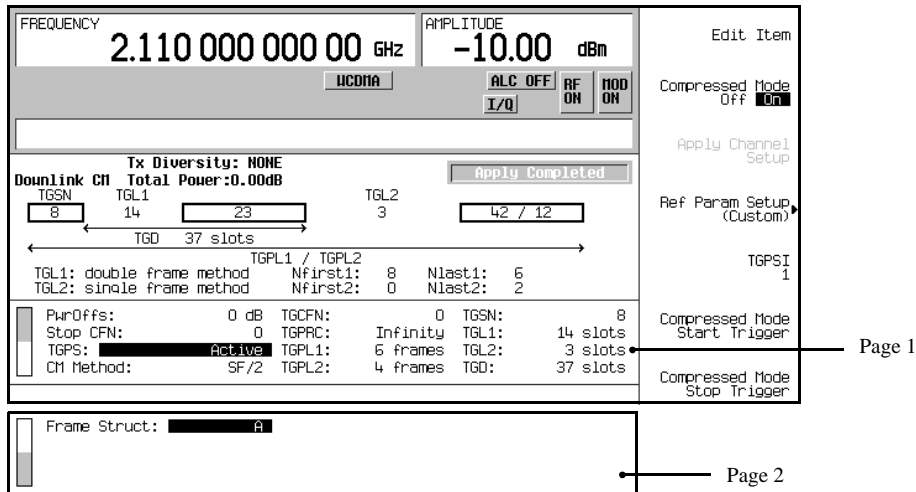 FREQUENCY
2.110 000 000 00 GHz
AMPLITUDE
-10.00 dBm
WCDMA
ALC OFF
I/Q
RF ON
MOD ON
Tx Diversity: NONE
Downlink CM Total Power:0.00dB
Apply Completed
TGSN TGL1 TGL2
8 14 23 3 42 / 12
TGD 37 slots
TGPL1 / TGPL2
TGL1: double frame method Nfirst1: 8 Nlast1: 6
TGL2: single frame method Nfirst2: 0 Nlast2: 2
PwrOffs: 0 dB TGCFN: 0 TGSN: 8
Stop CFN: 0 TGPRC: Infinity TGL1: 14 slots
TGPS: Active TGPL1: 6 frames TGL2: 3 slots
CM Method: SF/2 TGPL2: 4 frames TGD: 37 slots
Edit Item
Compressed Mode
Off On
Apply Channel
Setup
Ref Param Setup
(Custom)
TGPSI
1
Compressed Mode
Start Trigger
Compressed Mode
Stop Trigger
Page 1
Frame Struct: A
Page 2